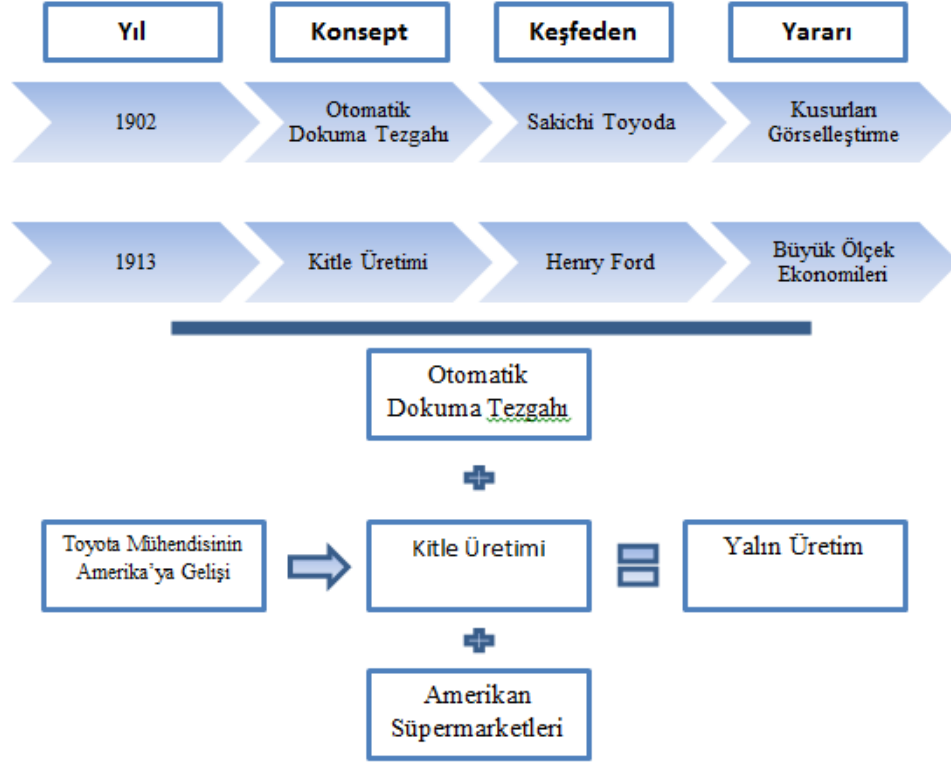 Yıl
Konsept
Keşfeden
Yararı
1902
Otomatik
Dokuma Tezgahı
Sakichi Toyoda
Kusurları
Görselleştirme
1913
Kitle Üretimi
Henry Ford
Büyük Ölçek
Ekonomileri
Otomatik
Dokuma Tezgahı
Toyota Mühendisinin
Amerika’ya Gelişi
Kitle Üretimi
Yalın Üretim
Amerikan
Süpermarketleri